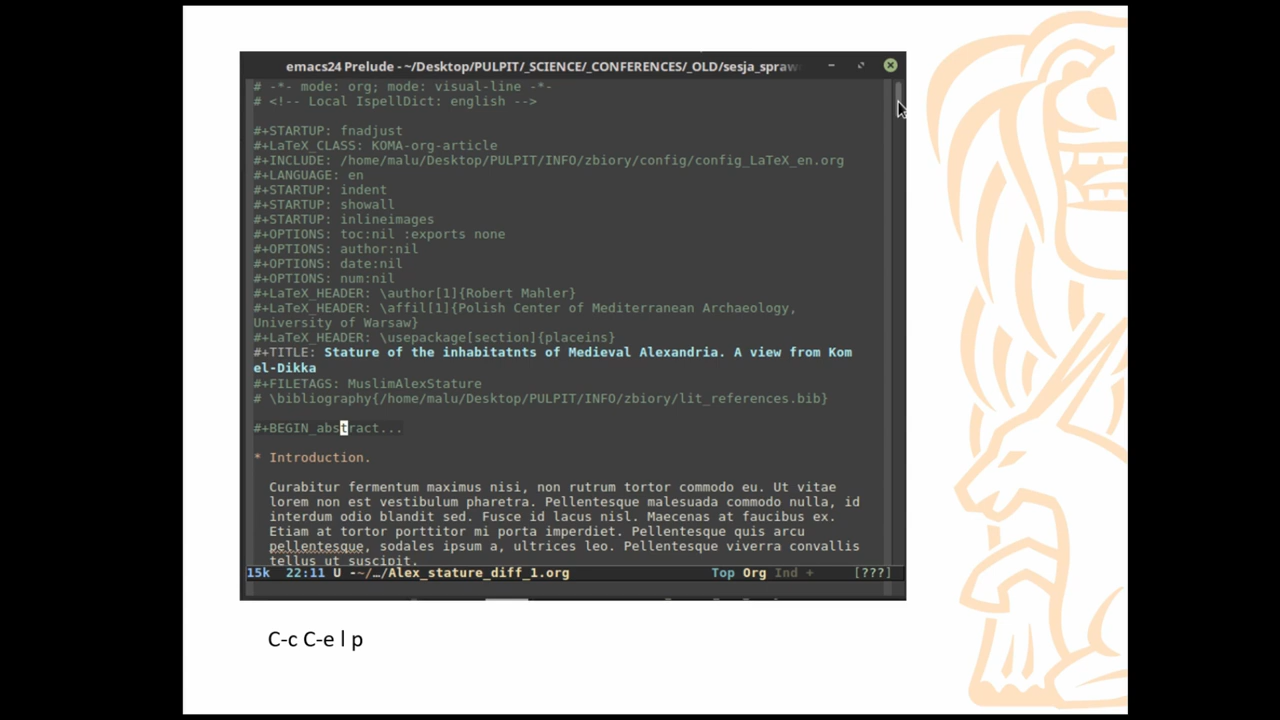 emacs24 Prelude - ~/Desktop/PULPIT/_SCIENCE/_CONFERENCES/_OLD/sesja_spraw
# -*- mode: org; mode: visual-line -*-
# <!-- Local IspellDict: english -->
#+STARTUP: fnadjust
#+LaTeX_CLASS: KOMA-org-article
#+INCLUDE: /home/malu/Desktop/PULPIT/INFO/zbiory/config/config_LaTeX_en.org
#+LANGUAGE: en
#+STARTUP: indent
#+STARTUP: showall
#+STARTUP: inlineimages
#+OPTIONS: toc:nil :exports none
#+OPTIONS: author:nil
#+OPTIONS: date:nil
#+OPTIONS: num:nil
#+LaTeX_HEADER: \author[1]{Robert Mahler}
#+LaTeX_HEADER: \affil[1]{Polish Center of Mediterranean Archaeology,
University of Warsaw}
#+LaTeX_HEADER: \usepackage[section]{placeins}
#+TITLE: Stature of the inhabitatnts of Medieval Alexandria. A view from Kom
el-Dikka
#+FILETAGS: MuslimAlexStature
# \bibliography{/home/malu/Desktop/PULPIT/INFO/zbiory/lit_references.bib}
#+BEGIN_abstract...
* Introduction.
Curabitur fermentum maximus nisi, non rutrum tortor commodo eu. Ut vitae
lorem non est vestibulum pharetra. Pellentesque malesuada commodo nulla, id
interdum odio blandit sed. Fusce id lacus nisl. Maecenas at faucibus ex.
Etiam at tortor porttitor mi porta imperdiet. Pellentesque quis arcu
pellentesque, sodales ipsum a, ultrices leo. Pellentesque viverra convallis
tellus ut suscipit.
15k 22:11 U -~/…/Alex_stature_diff_1.org Top Org Ind + [???]
C-c C-e l p